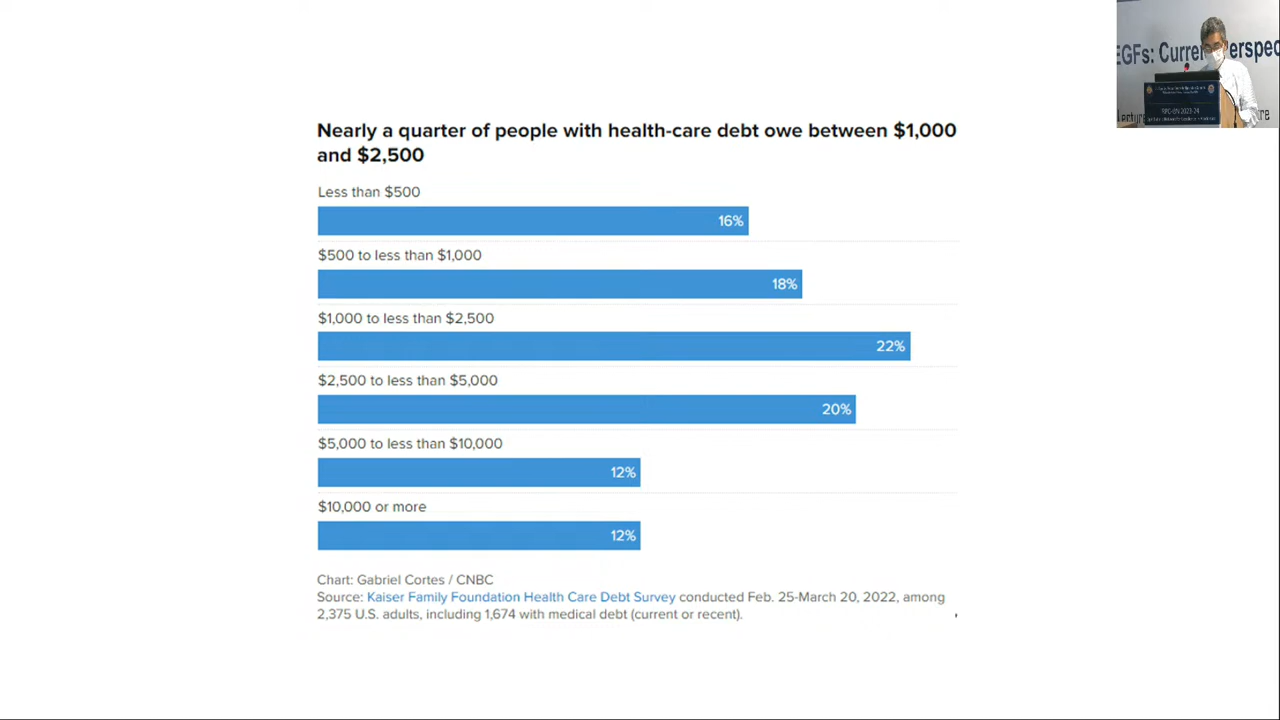 Nearly a quarter of people with health-care debt owe between $1,000
and $2,500
Less than $500
16%
$500 to less than $1,000
18%
$1,000 to less than $2,500
22%
$2,500 to less than $5,000
20%
$5,000 to less than $10,000
12%
$10,000 or more
12%
Chart: Gabriel Cortes / CNBC
Source: Kaiser Family Foundation Health Care Debt Survey conducted Feb. 25-March 20, 2022, among
2,375 U.S. adults, including 1,674 with medical debt (current or recent).
EGFs: Curre erspec